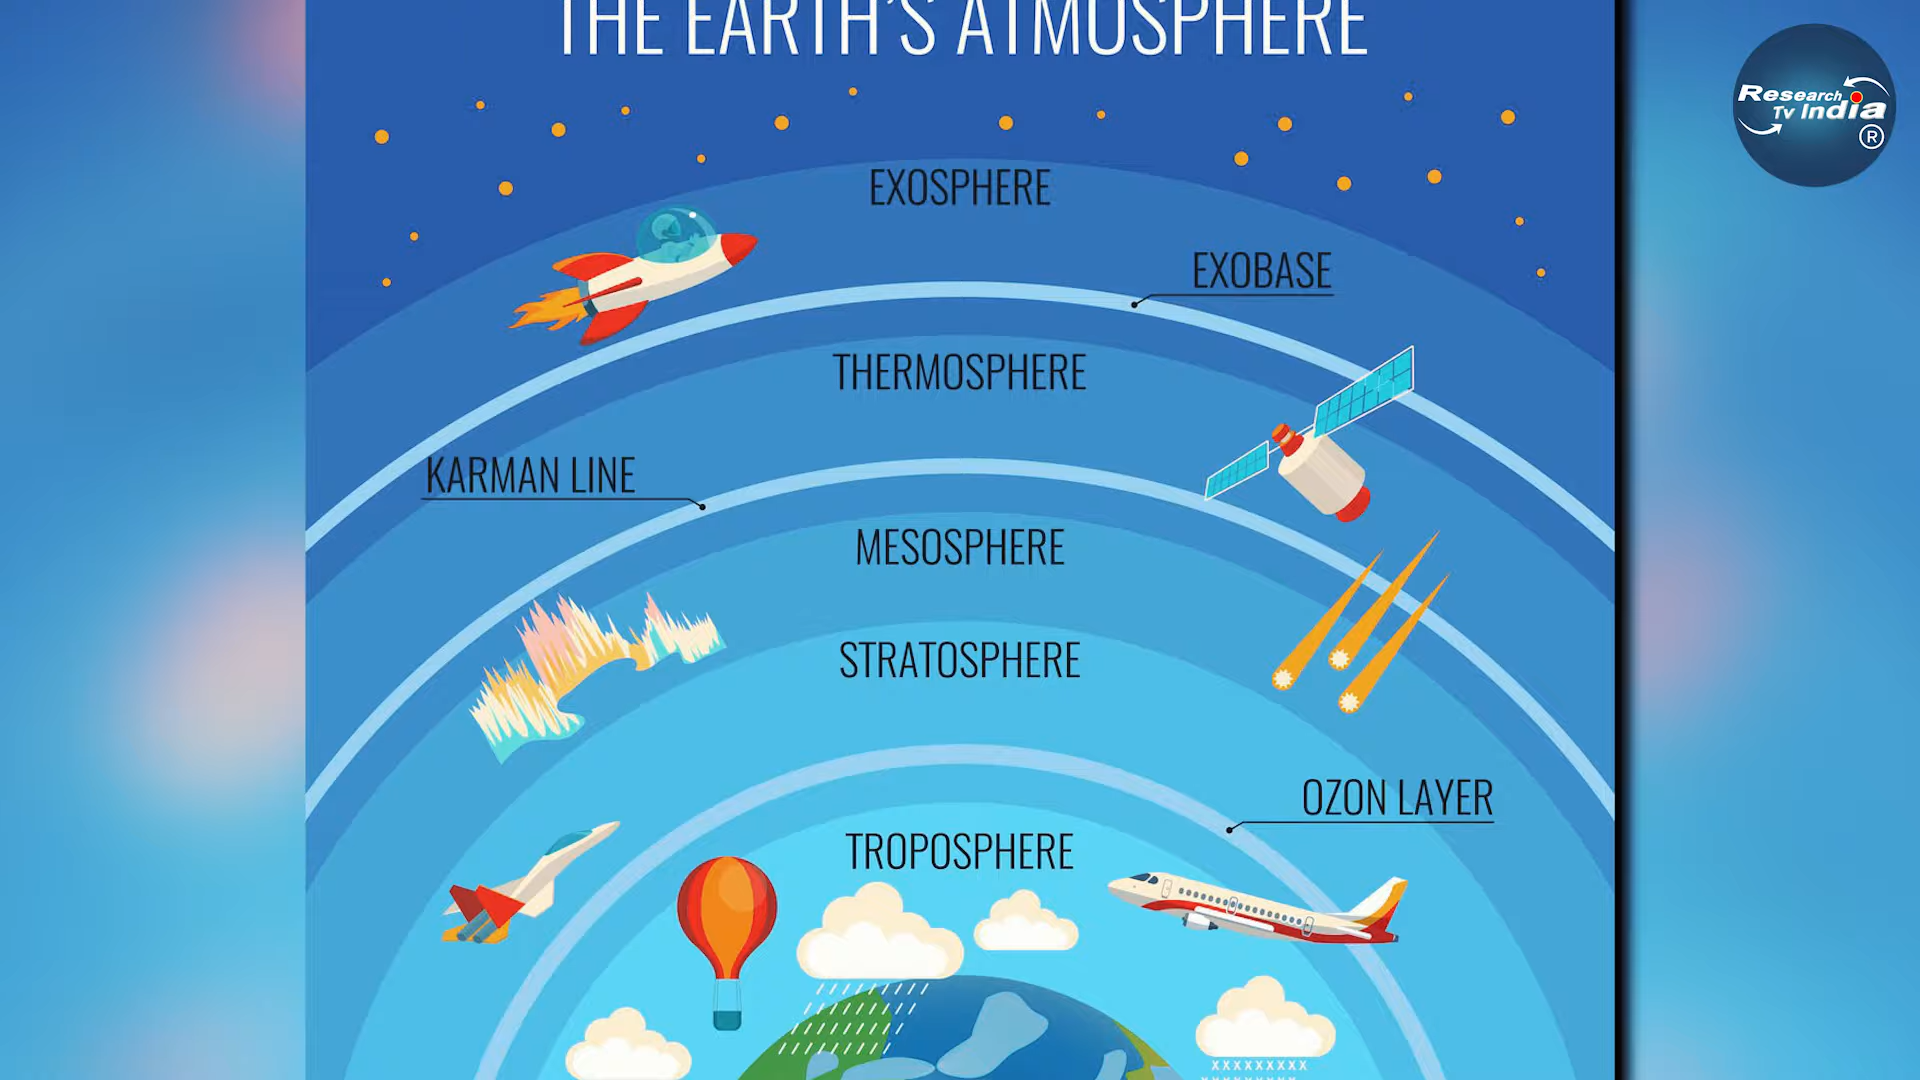 THE EARTH'S ATMOSPHERE
Research
Tv India
®
EXOSPHERE
EXOBASE
THERMOSPHERE
KARMAN LINE
MESOSPHERE
STRATOSPHERE
OZON LAYER
TROPOSPHERE